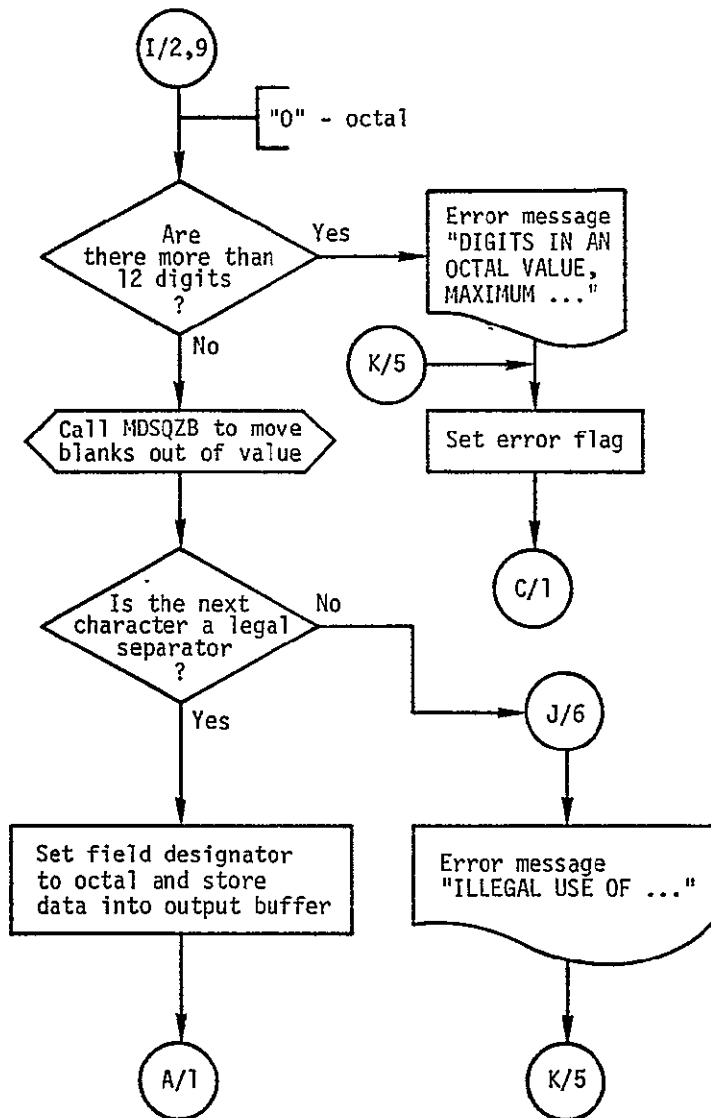 I/2,9
"O" - octal
Are
there more than
12 digits
?
Yes
Error message
"DIGITS IN AN
OCTAL VALUE,
MAXIMUM ..."
No
K/5
Call MDSQZB to move
blanks out of value
Set error flag
C/1
Is the next
character a legal
separator
?
No
Yes
J/6
Set field designator
to octal and store
data into output buffer
Error message
"ILLEGAL USE OF ..."
A/1
K/5